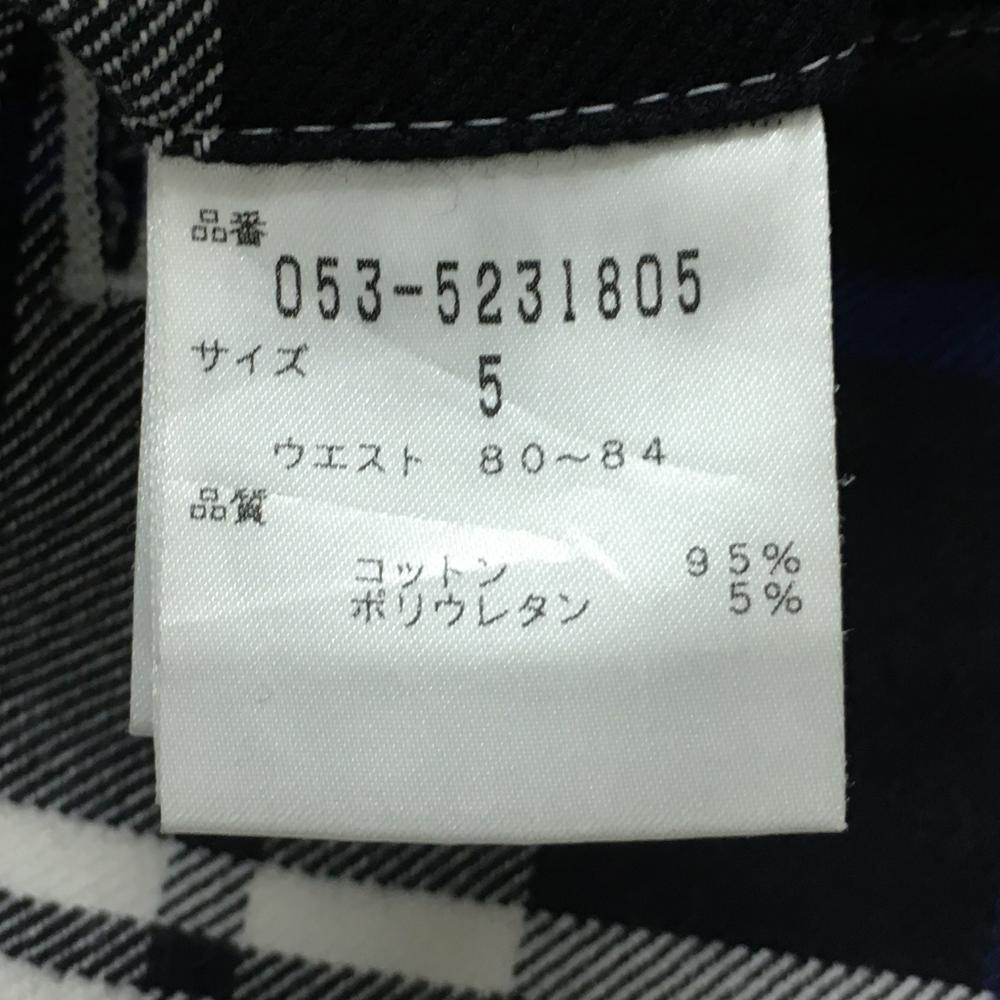 品番
053-5231805
サイズ
5
ウエスト 80~84
品質
コットン 95%
ポリウレタン 5%